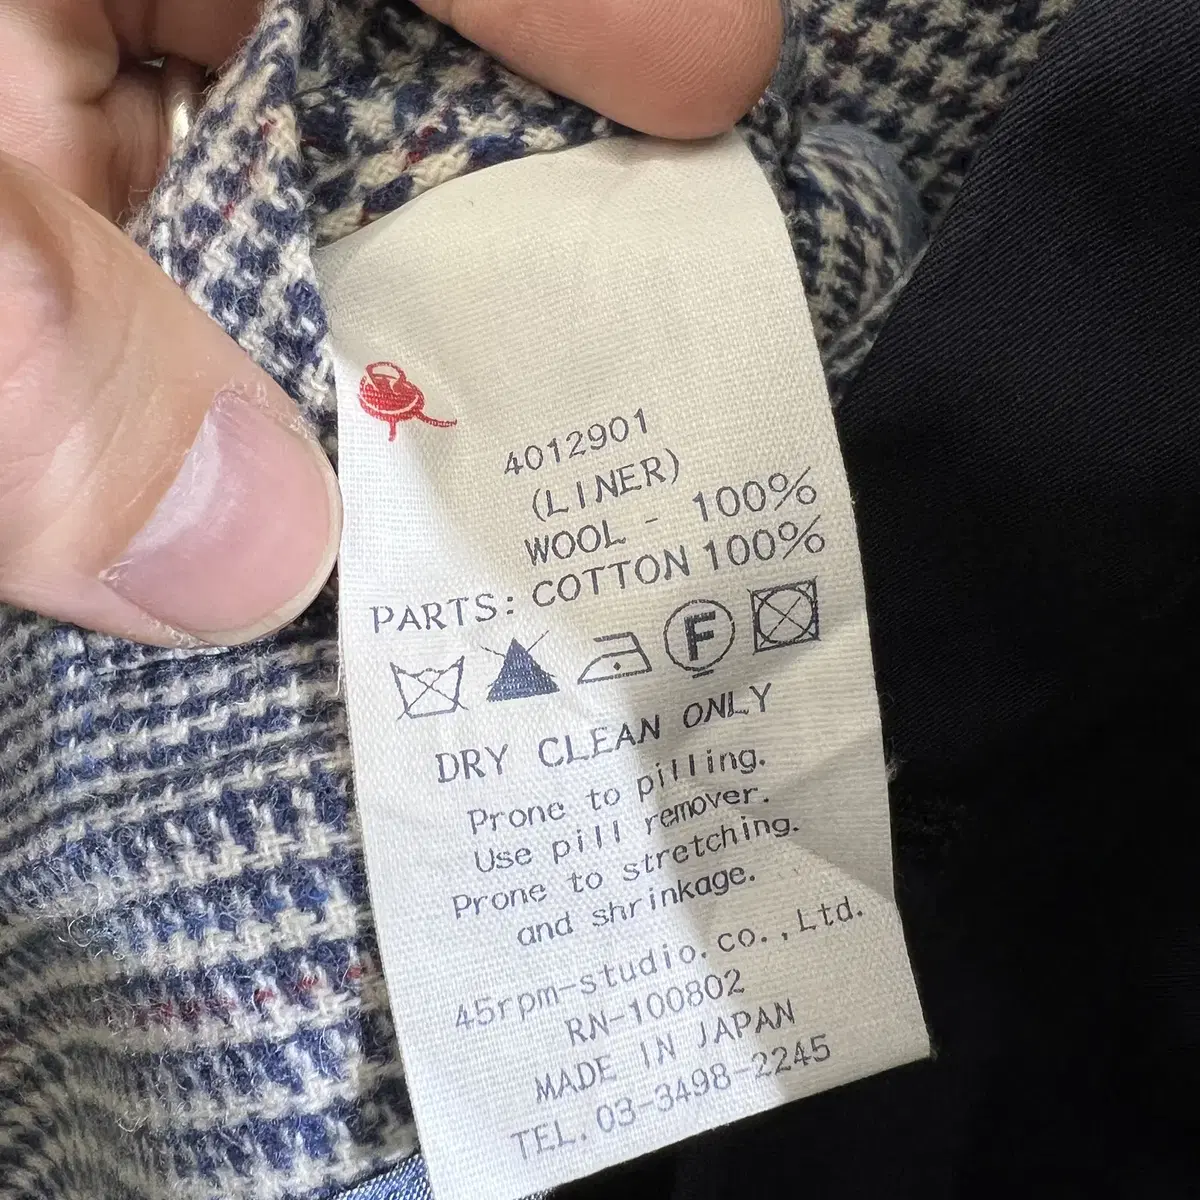 4012901
(LINER)
WOOL - 100%
PARTS: COTTON 100%
F
DRY CLEAN ONLY
Prone to pilling.
Use pill remover.
Prone to stretching.
and shrinkage.
45rpm-studio.co.,Ltd.
RN-100802
MADE IN JAPAN
TEL. 03-3498-2245